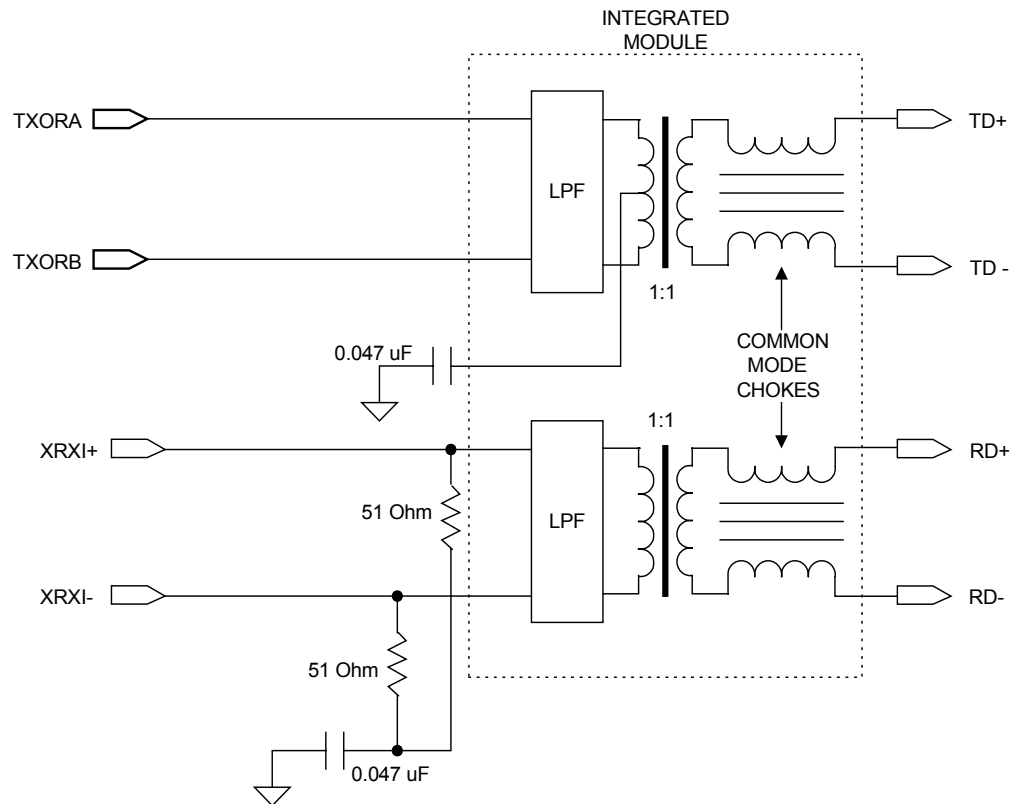 INTEGRATED
MODULE
TXORA
TD+
LPF
TXORB
TD -
1:1
0.047 uF
COMMON
MODE
CHOKES
1:1
XRXI+
RD+
51 Ohm
LPF
XRXI-
RD-
51 Ohm
0.047 uF